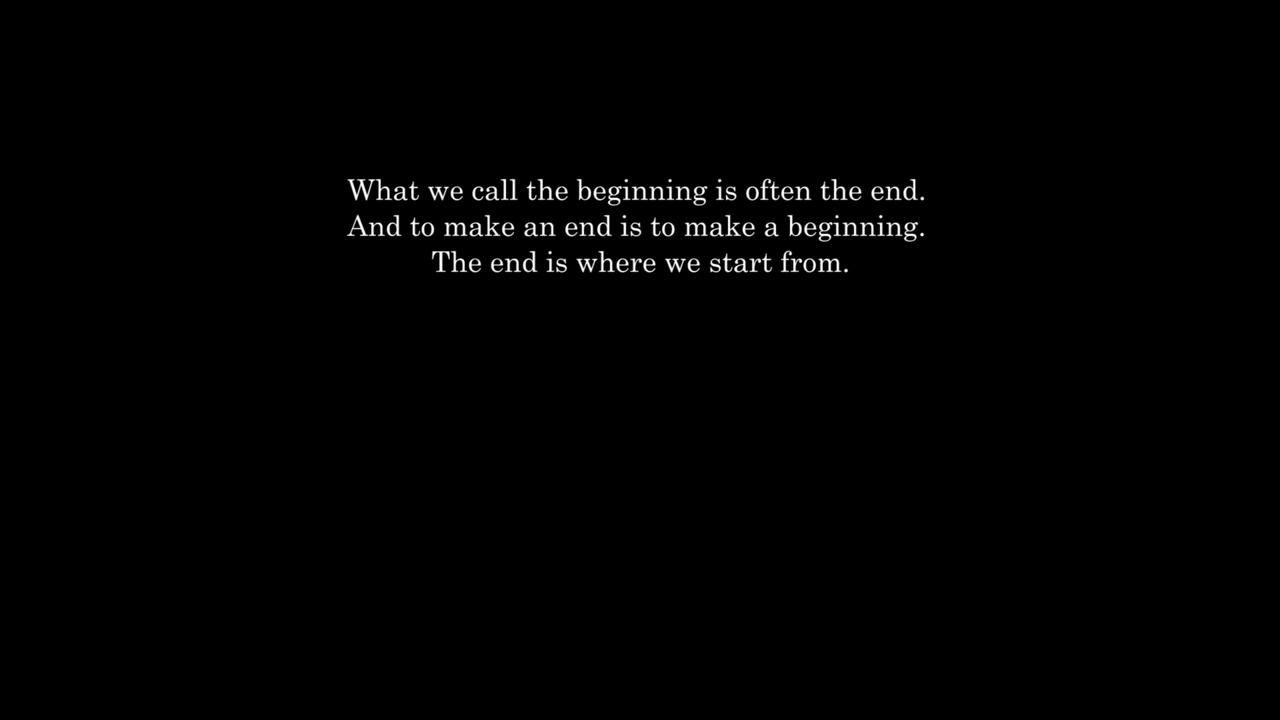 What we call the beginning is often the end.
And to make an end is to make a beginning.
The end is where we start from.